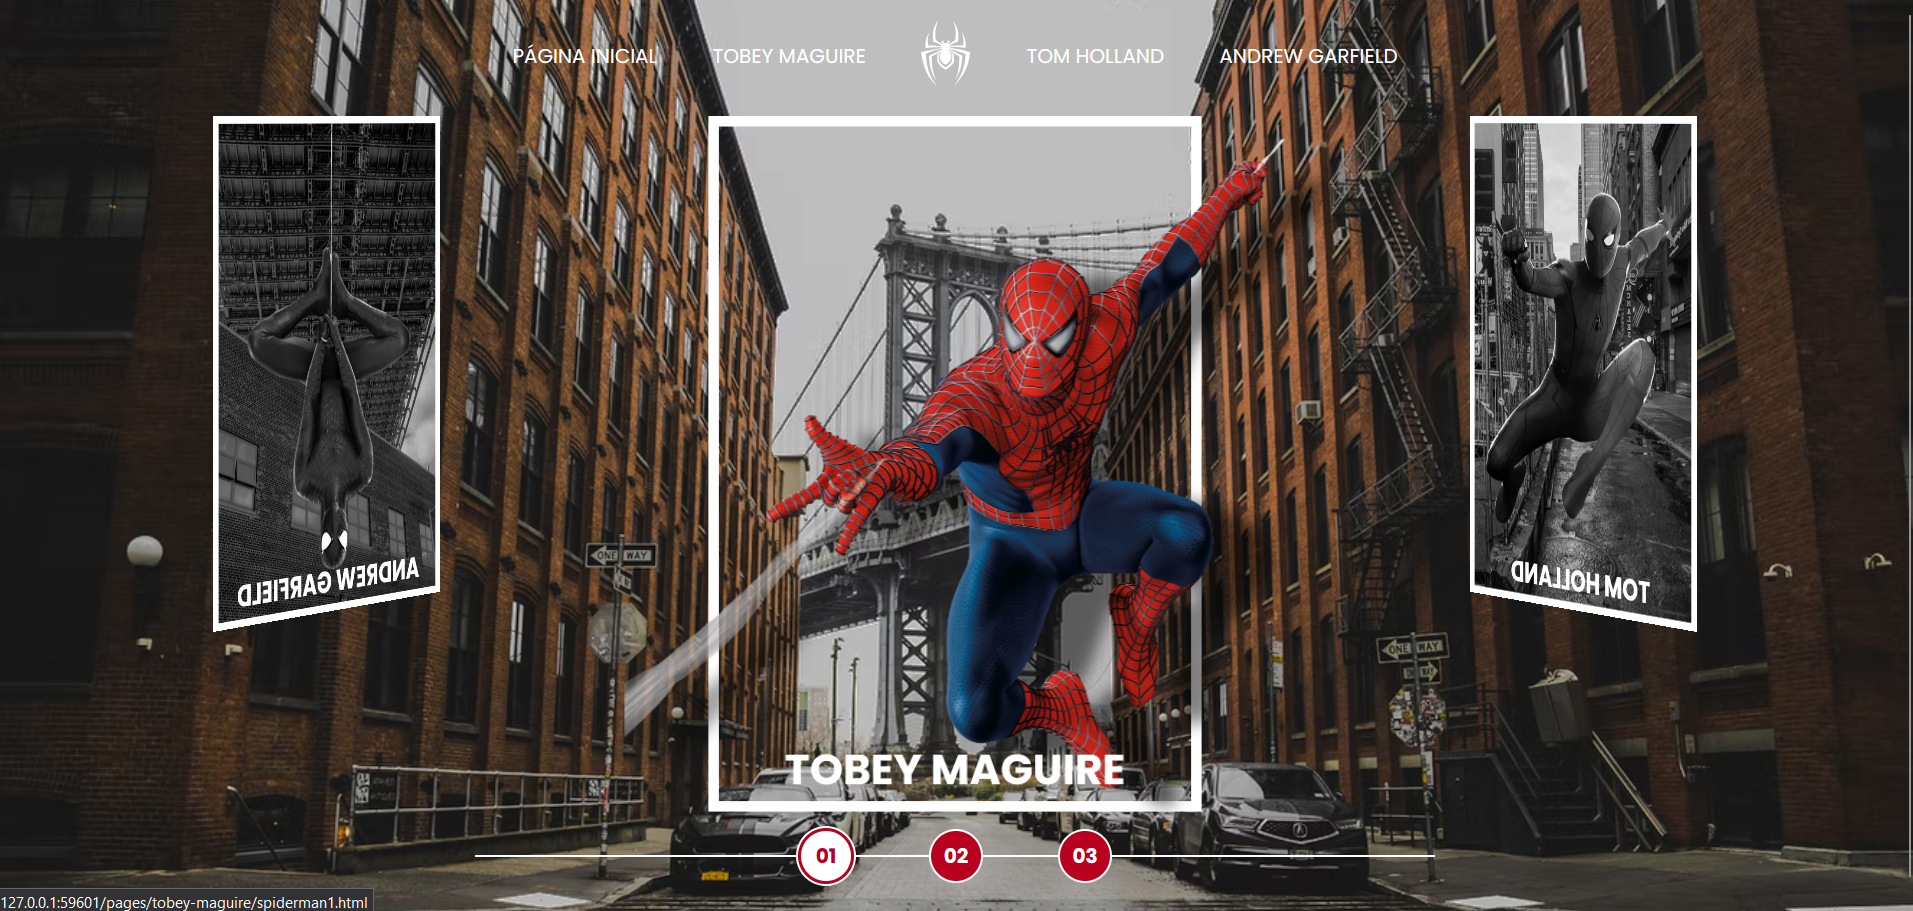 PÁGINA INICIAL
TOBEY MAGUIRE
TOM HOLLAND
ANDREW GARFIELD
ANDREW GARFIELD
TOM HOLLAND
ONE WAY
ONE WAY
TOBEY MAGUIRE
01
02
03
127.0.0.1:59601/pages/tobey-maguire/spiderman1.html